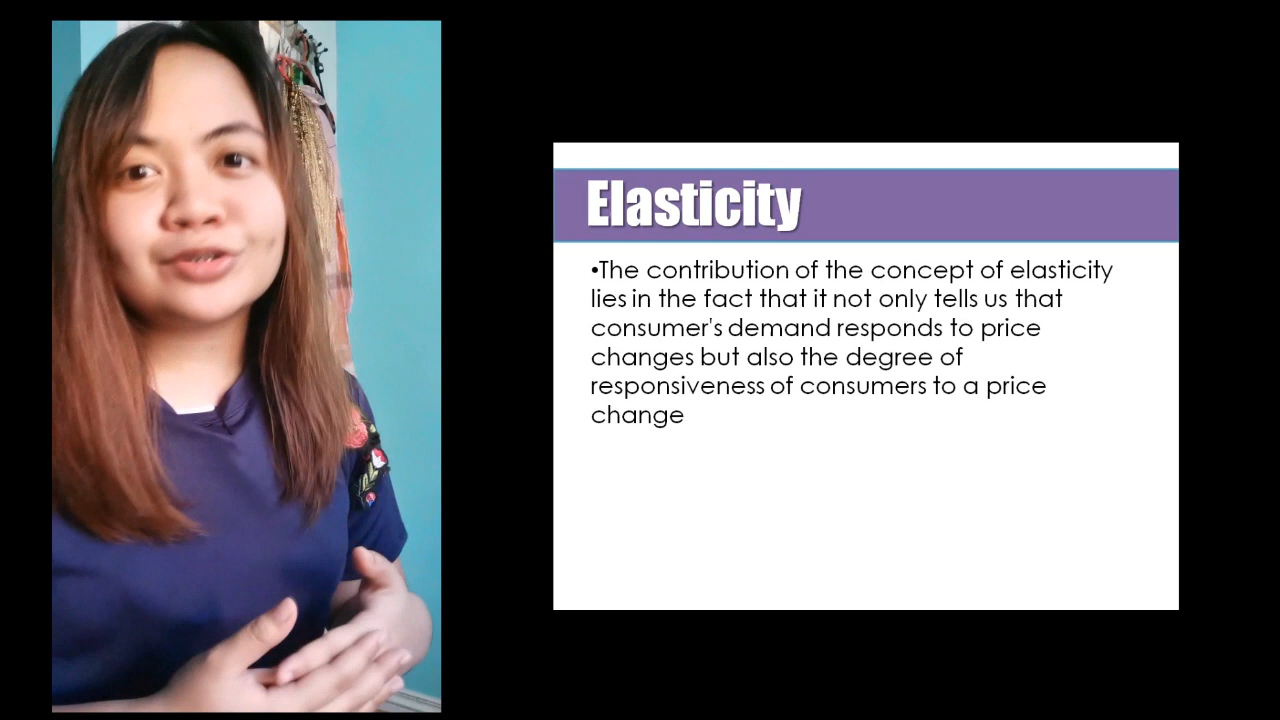 Elasticity
•The contribution of the concept of elasticity
lies in the fact that it not only tells us that
consumer's demand responds to price
changes but also the degree of
responsiveness of consumers to a price
change